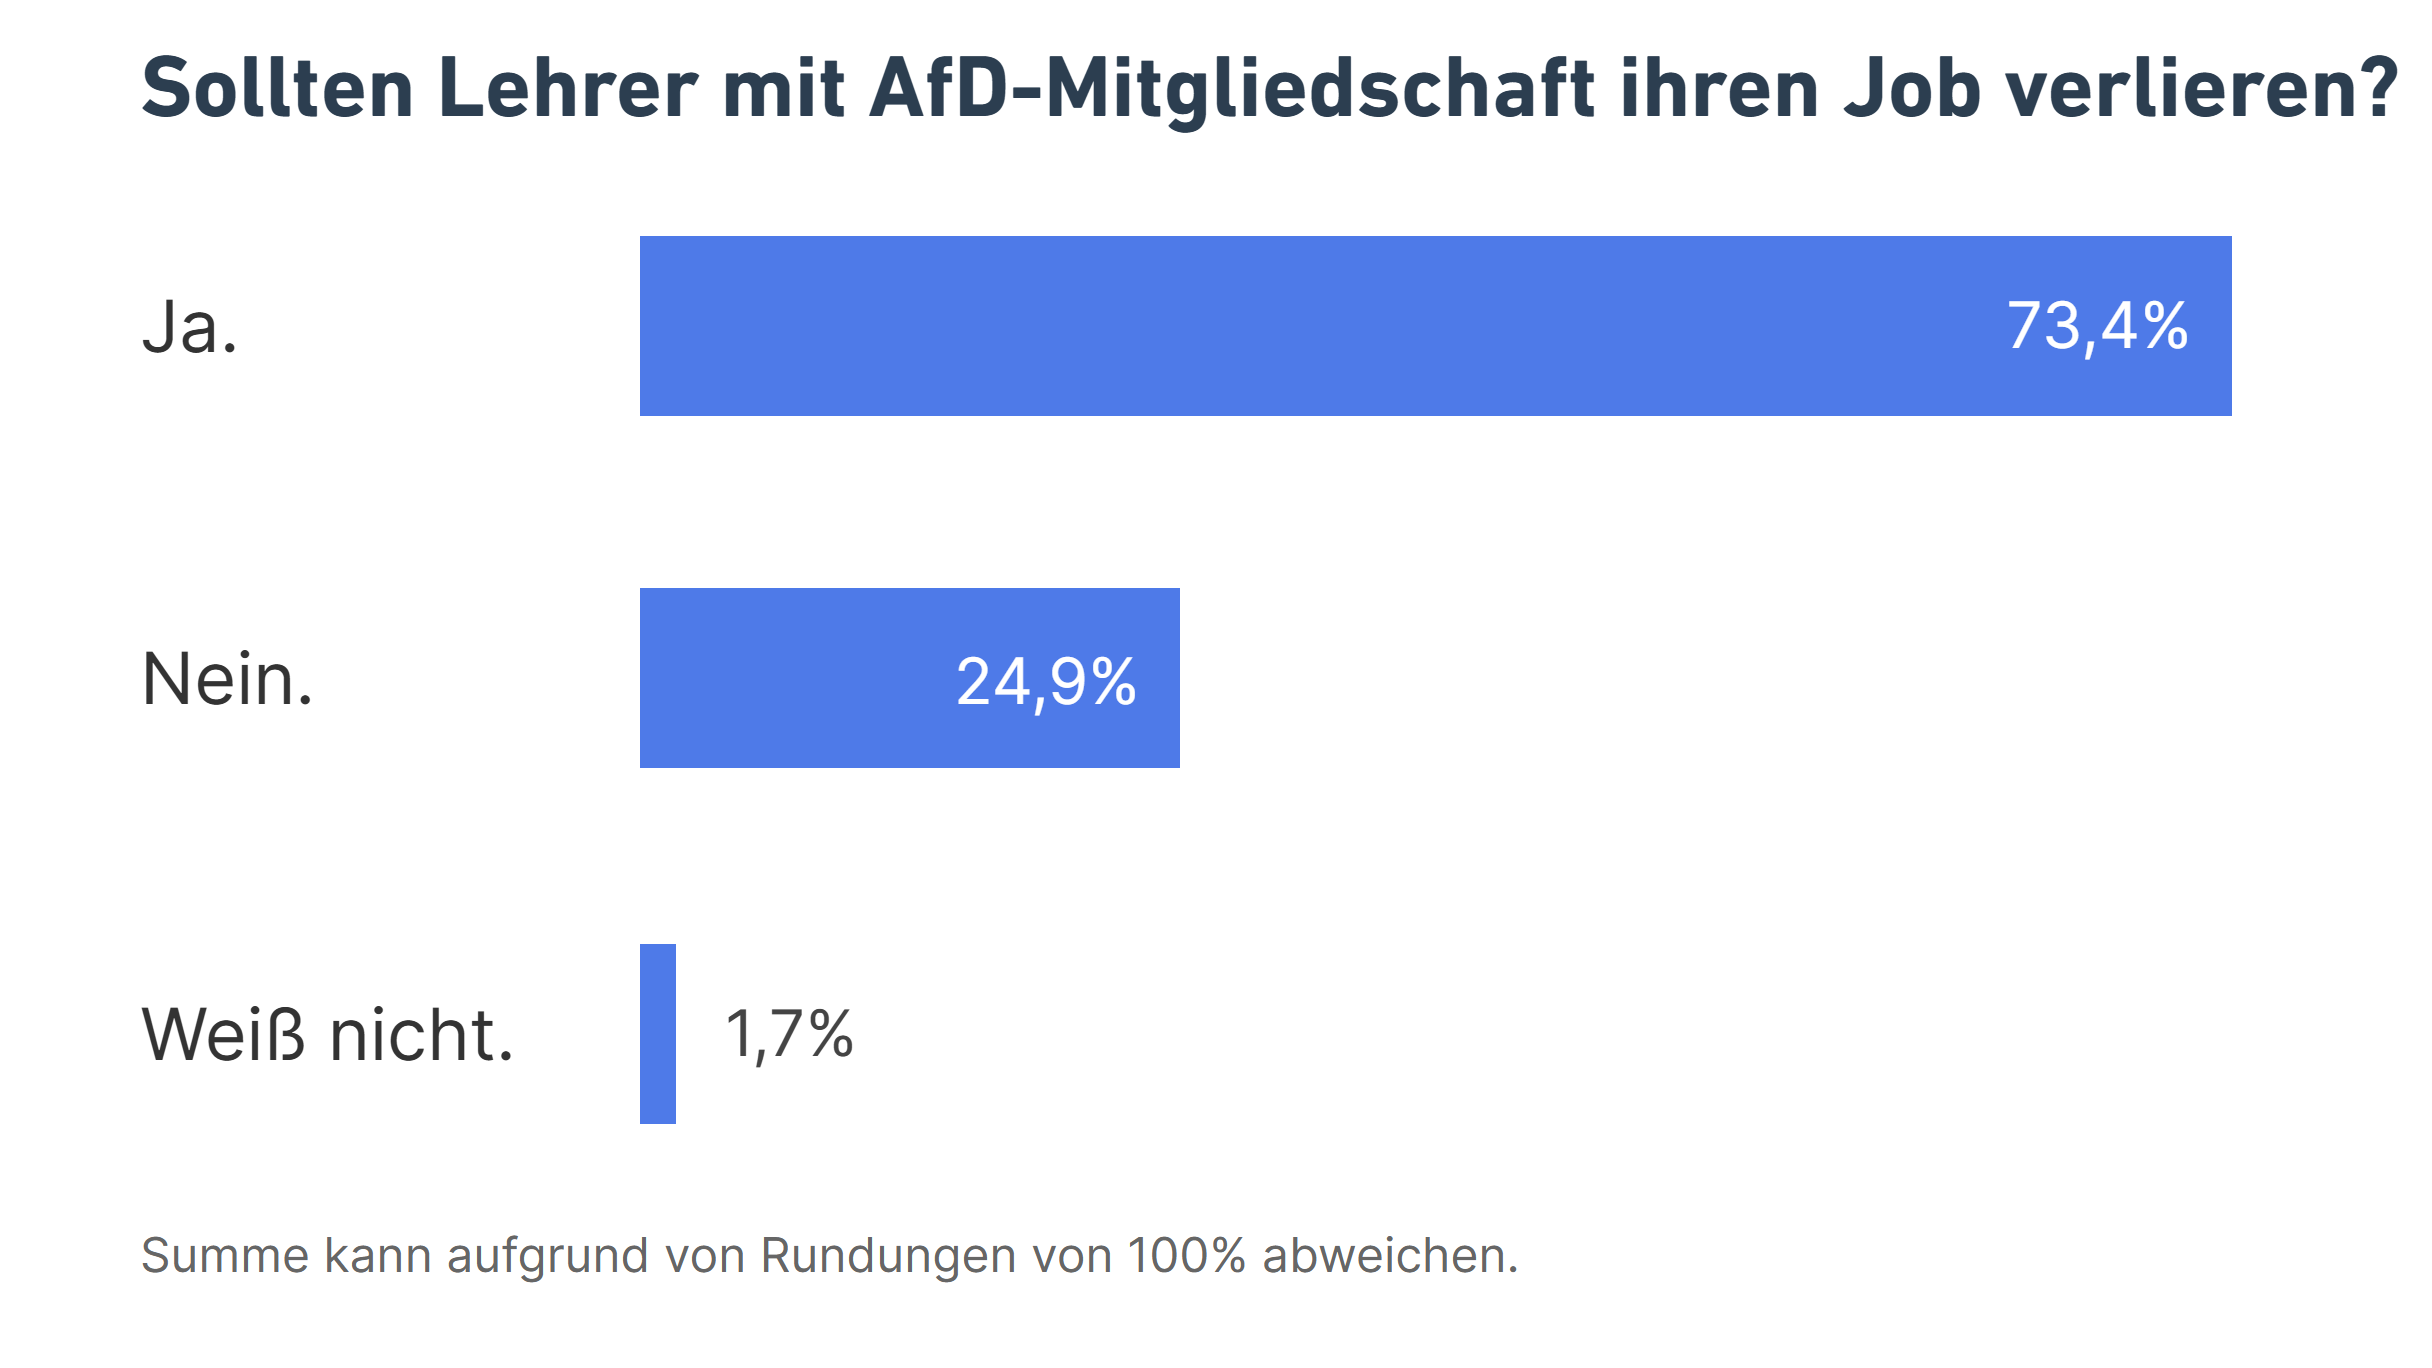 Sollten Lehrer mit AfD-Mitgliedschaft ihren Job verlieren?
Ja. 73,4%
Nein. 24,9%
Weiß nicht. 1,7%
Summe kann aufgrund von Rundungen von 100% abweichen.